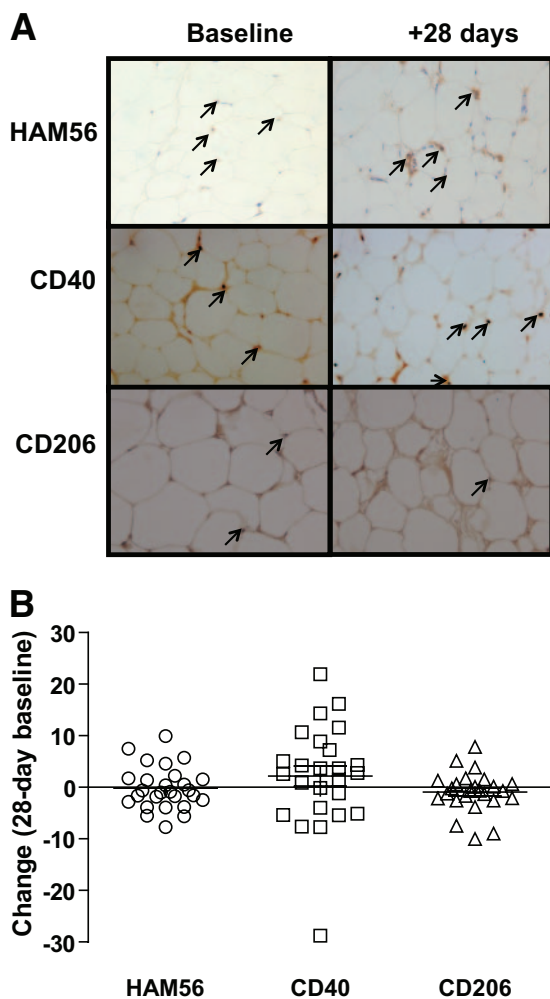 A
Baseline +28 days
HAM56
CD40
CD206
B
Change (28-day baseline)
30
20
10
0
-10
-20
-30
HAM56 CD40 CD206